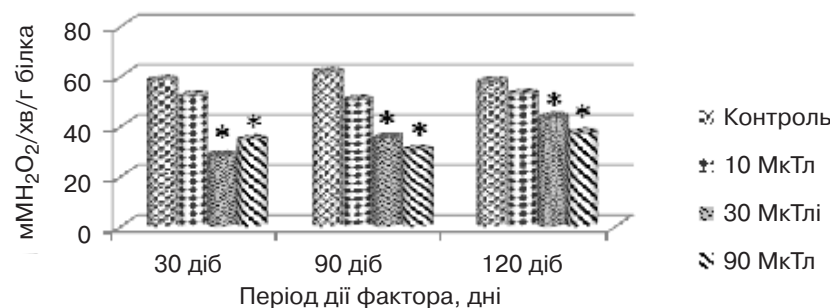 мМН₂О₂/хв/г білка
80
60
40
20
0
* * * * * *
30 діб 90 діб 120 діб
Період дії фактора, дні
Контроль
10 МкТл
30 МкТлі
90 МкТл